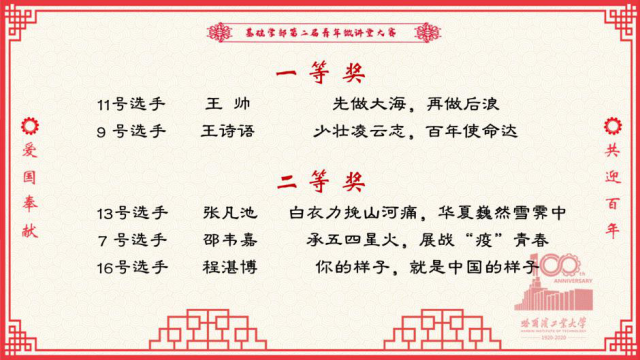 基础学部第二届青年微讲堂大赛
一等奖
11号选手 王 帅 先做大海，再做后浪
9 号选手 王诗语 少壮凌云志，百年使命达
二等奖
13号选手 张凡池 白衣力挽山河痛，华夏巍然雪霁中
7 号选手 邵韦嘉 承五四星火，展战“疫”青春
16号选手 程湛博 你的样子，就是中国的样子
爱国奉献
共迎百年
100th
ANNIVERSARY
哈尔滨工业大学
HARBIN INSTITUTE OF TECHNOLOGY
1920-2020